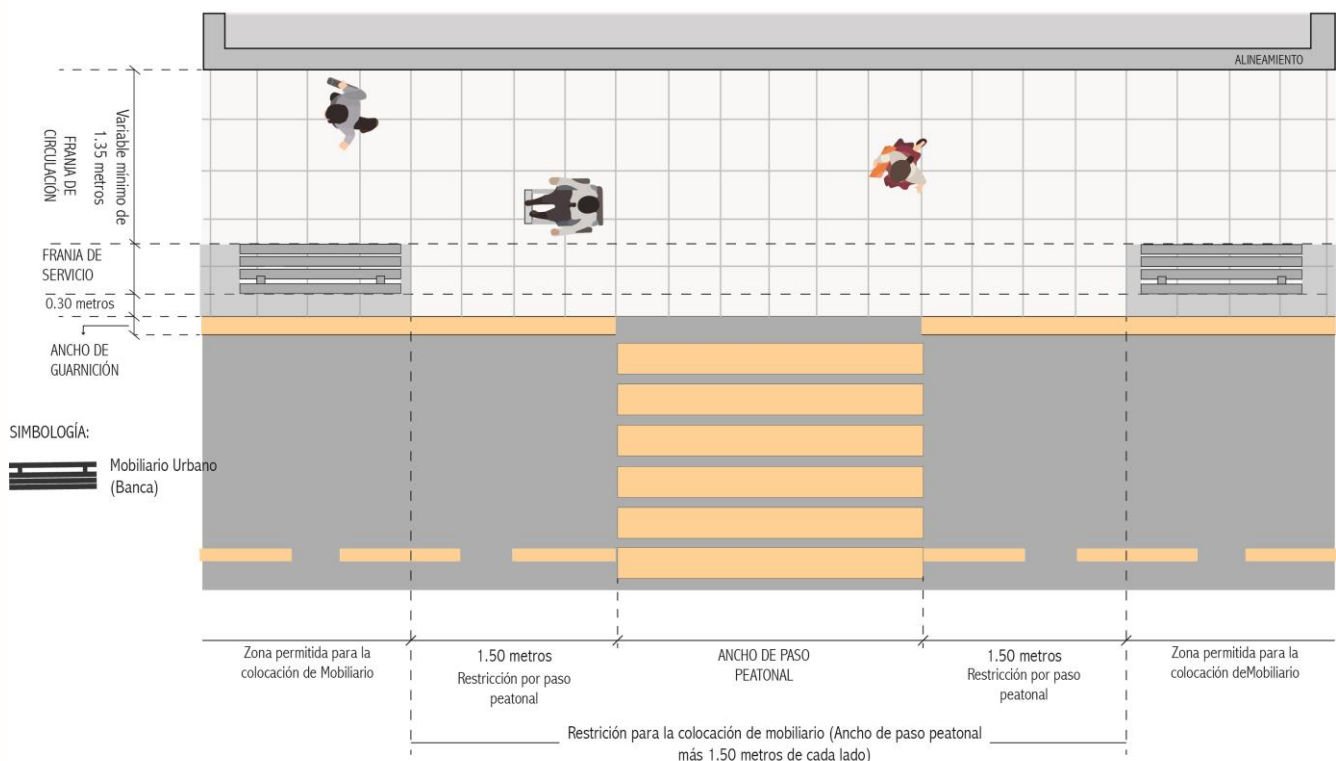 ALINEAMIENTO
Variable mínimo de
1.35 metros
FRANJA DE
CIRCULACIÓN
FRANJA DE
SERVICIO
0.30 metros
ANCHO DE
GUARNICIÓN
SIMBOLOGÍA:
Mobiliario Urbano
(Banca)
Zona permitida para la
colocación de Mobiliario
1.50 metros
Restricción por paso
peatonal
ANCHO DE PASO
PEATONAL
1.50 metros
Restricción por paso
peatonal
Zona permitida para la
colocación deMobiliario
Restrición para la colocación de mobiliario (Ancho de paso peatonal
más 1.50 metros de cada lado)